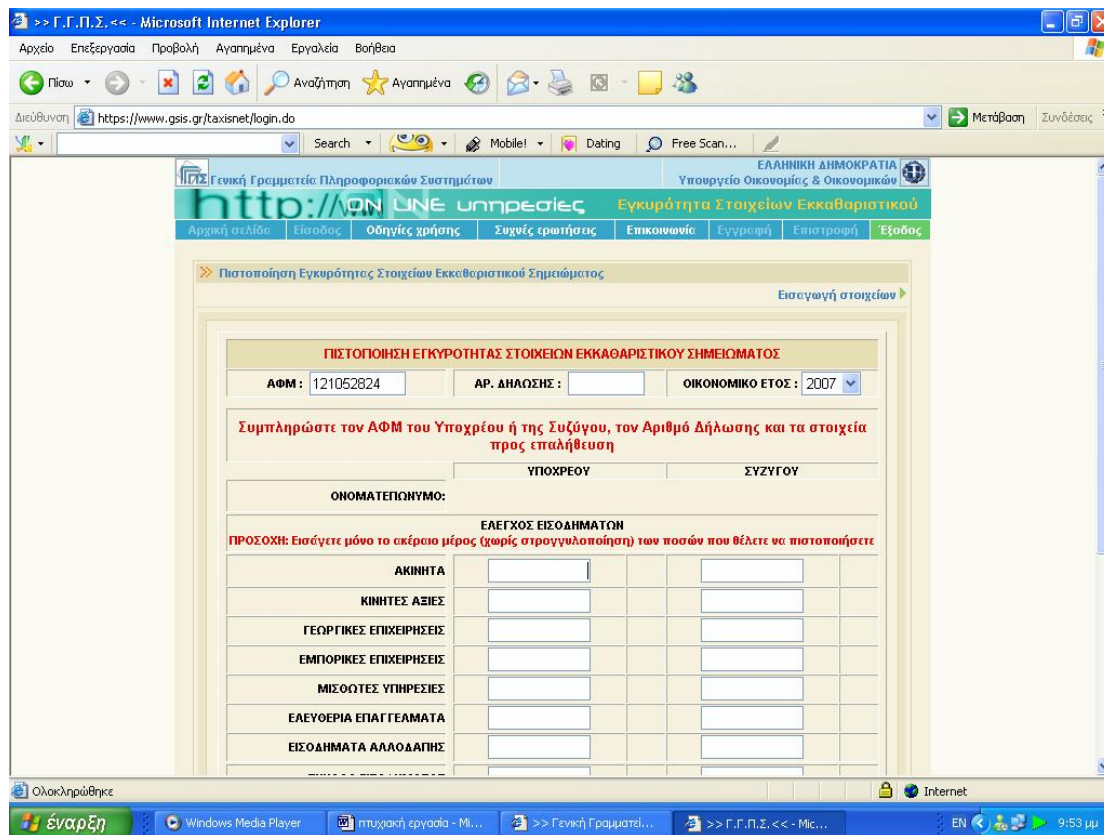 >> Γ.Γ.Π.Σ. << - Microsoft Internet Explorer
Αρχείο Επεξεργασία Προβολή Αγαπημένα Εργαλεία Βοήθεια
Πίσω Αναζήτηση Αγαπημένα
Διεύθυνση https://www.gsis.gr/taxisnet/login.do Μετάβαση Συνδέσεις
Search Mobile! Dating Free Scan...
ΓΓΠΣ Γενική Γραμματεία Πληροφοριακών Συστημάτων
ΕΛΛΗΝΙΚΗ ΔΗΜΟΚΡΑΤΙΑ
Υπουργείο Οικονομίας & Οικονομικών
http://www ON LINE υπηρεσίες Εγκυρότητα Στοιχείων Εκκαθαριστικού
Αρχική σελίδα Είσοδος Οδηγίες χρήσης Συχνές ερωτήσεις Επικοινωνία Εγγραφή Επιστροφή Έξοδος
Πιστοποίηση Εγκυρότητας Στοιχείων Εκκαθαριστικού Σημειώματος
Εισαγωγή στοιχείων
ΠΙΣΤΟΠΟΙΗΣΗ ΕΓΚΥΡΟΤΗΤΑΣ ΣΤΟΙΧΕΙΩΝ ΕΚΚΑΘΑΡΙΣΤΙΚΟΥ ΣΗΜΕΙΩΜΑΤΟΣ
ΑΦΜ : 121052824 ΑΡ. ΔΗΛΩΣΗΣ : ΟΙΚΟΝΟΜΙΚΟ ΕΤΟΣ : 2007
Συμπληρώστε τον ΑΦΜ του Υποχρέου ή της Συζύγου, τον Αριθμό Δήλωσης και τα στοιχεία
προς επαλήθευση
ΥΠΟΧΡΕΟΥ ΣΥΖΥΓΟΥ
ΟΝΟΜΑΤΕΠΩΝΥΜΟ:
ΕΛΕΓΧΟΣ ΕΙΣΟΔΗΜΑΤΩΝ
ΠΡΟΣΟΧΗ: Εισάγετε μόνο το ακέραιο μέρος (χωρίς στρογγυλοποίηση) των ποσών που θέλετε να πιστοποιήσετε
ΑΚΙΝΗΤΑ
ΚΙΝΗΤΕΣ ΑΞΙΕΣ
ΓΕΩΡΓΙΚΕΣ ΕΠΙΧΕΙΡΗΣΕΙΣ
ΕΜΠΟΡΙΚΕΣ ΕΠΙΧΕΙΡΗΣΕΙΣ
ΜΙΣΘΩΤΕΣ ΥΠΗΡΕΣΙΕΣ
ΕΛΕΥΘΕΡΙΑ ΕΠΑΓΓΕΛΜΑΤΑ
ΕΙΣΟΔΗΜΑΤΑ ΑΛΛΟΔΑΠΗΣ
Ολοκληρώθηκε Internet
έναρξη Windows Media Player πτυχιακή εργασία - Mi... >> Γενική Γραμματεί... >> Γ.Γ.Π.Σ. << - Mic... EN 9:53 μμ